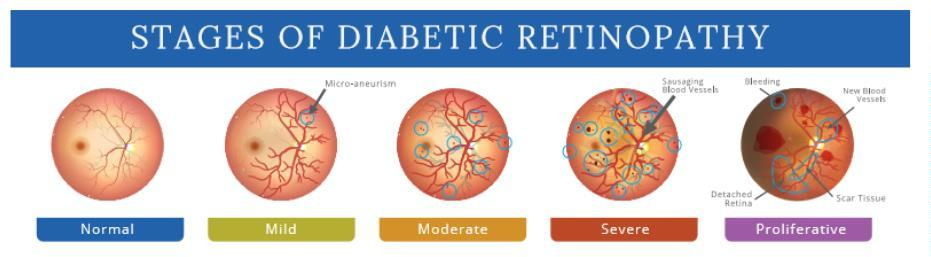 STAGES OF DIABETIC RETINOPATHY
Micro-aneurism
Sausaging
Blood Vessels
Bleeding
New Blood
Vessels
Detached
Retina
Scar Tissue
Normal
Mild
Moderate
Severe
Proliferative